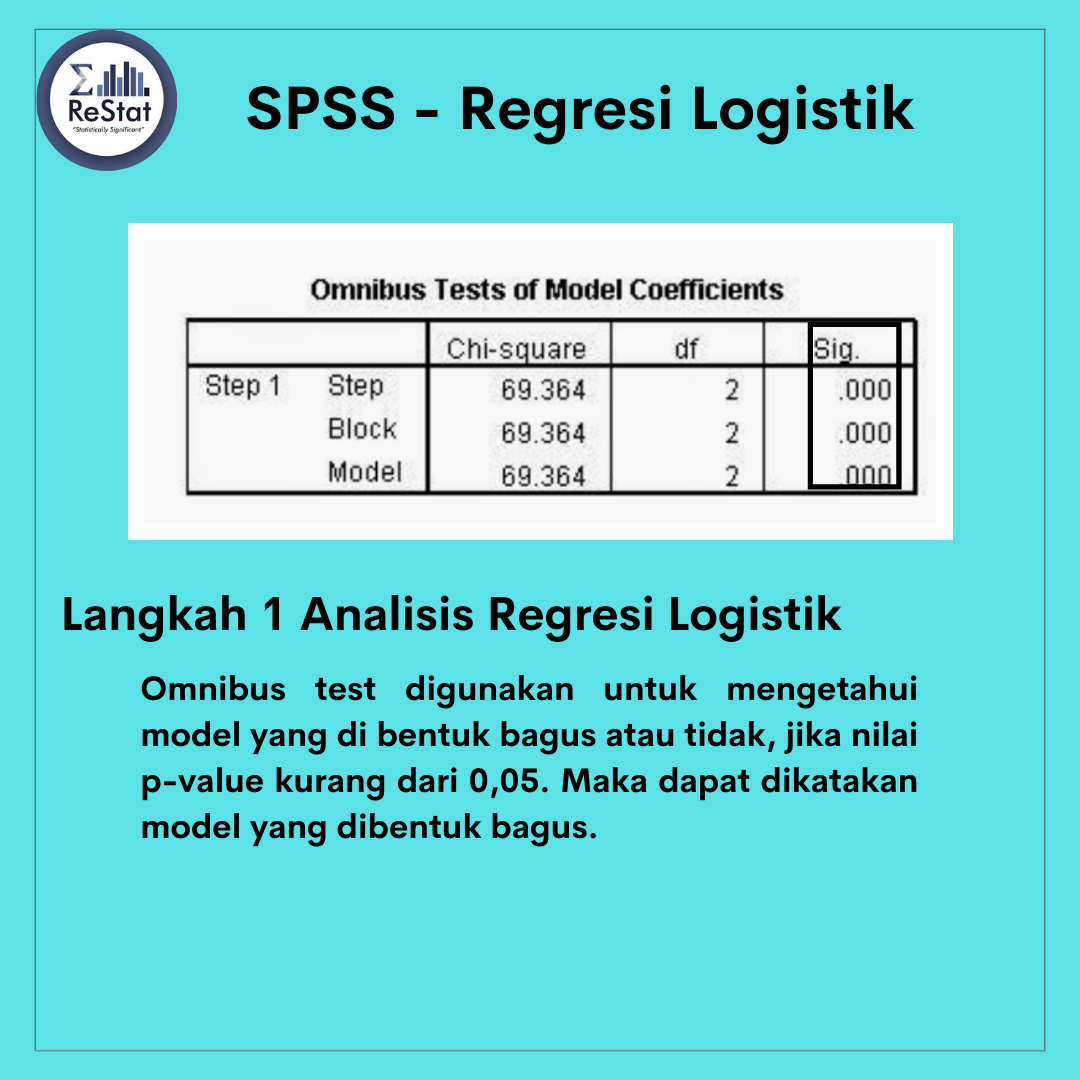 Σ
ReStat
"Statistically Significant"
SPSS - Regresi Logistik
Omnibus Tests of Model Coefficients
Chi-square df Sig.
Step 1 Step 69.364 2 .000
Block 69.364 2 .000
Model 69.364 2 .000
Langkah 1 Analisis Regresi Logistik
Omnibus test digunakan untuk mengetahui
model yang di bentuk bagus atau tidak, jika nilai
p-value kurang dari 0,05. Maka dapat dikatakan
model yang dibentuk bagus.